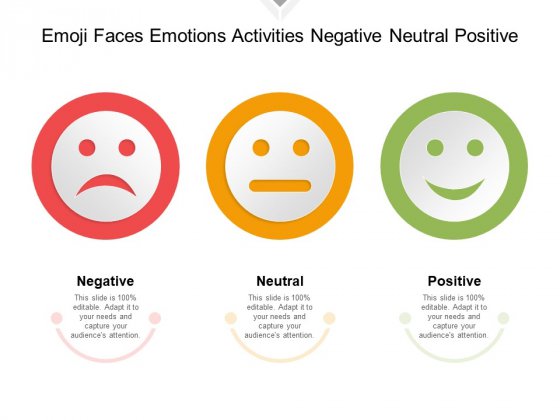 Emoji Faces Emotions Activities Negative Neutral Positive
Negative
This slide is 100%
editable. Adapt it to
your needs and
capture your
audience's attention.
Neutral
This slide is 100%
editable. Adapt it to
your needs and
capture your
audience's attention.
Positive
This slide is 100%
editable. Adapt it to
your needs and
capture your
audience's attention.